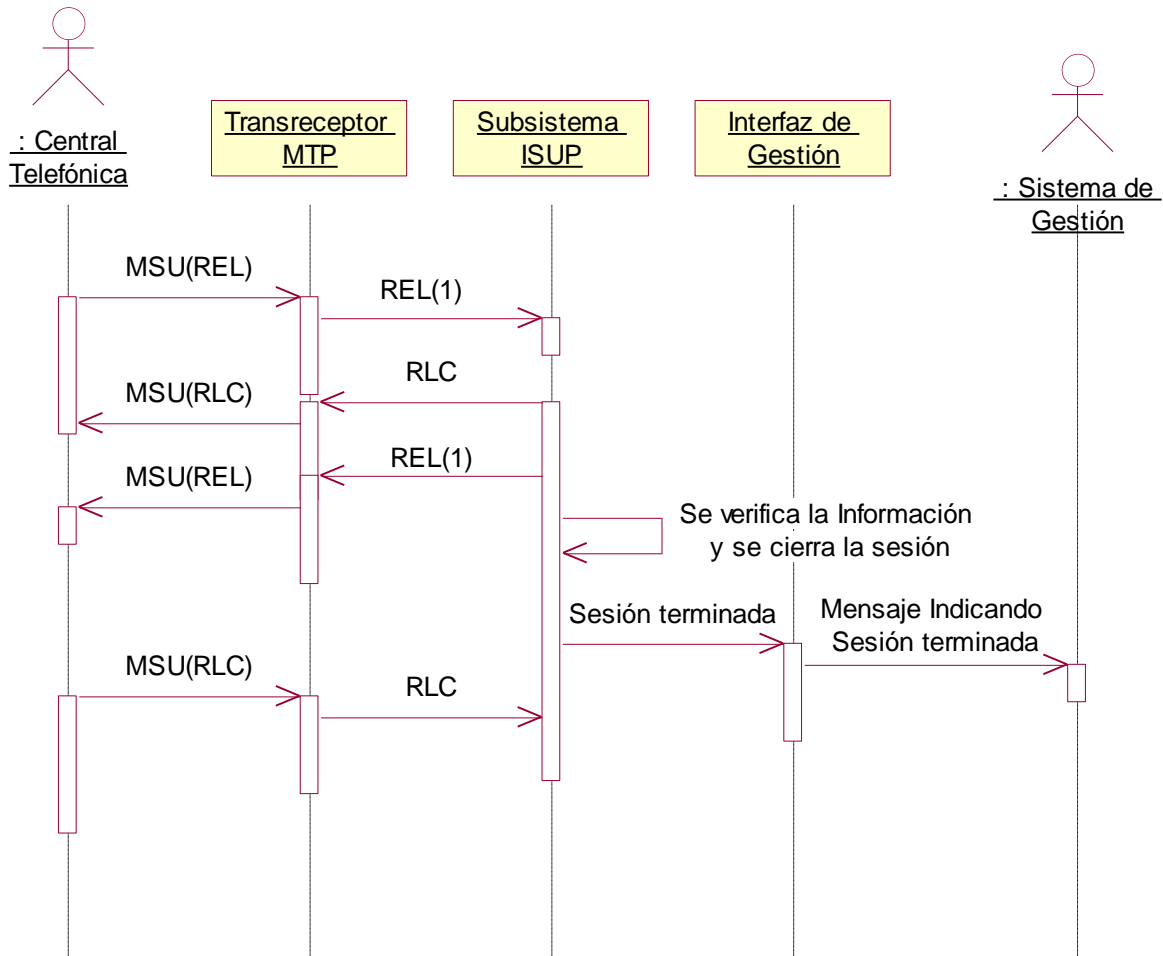 : Central
Telefónica
Transreceptor
MTP
Subsistema
ISUP
Interfaz de
Gestión
: Sistema de
Gestión
MSU(REL)
REL(1)
RLC
MSU(RLC)
REL(1)
MSU(REL)
Se verifica la Información
y se cierra la sesión
Sesión terminada
Mensaje Indicando
Sesión terminada
MSU(RLC)
RLC